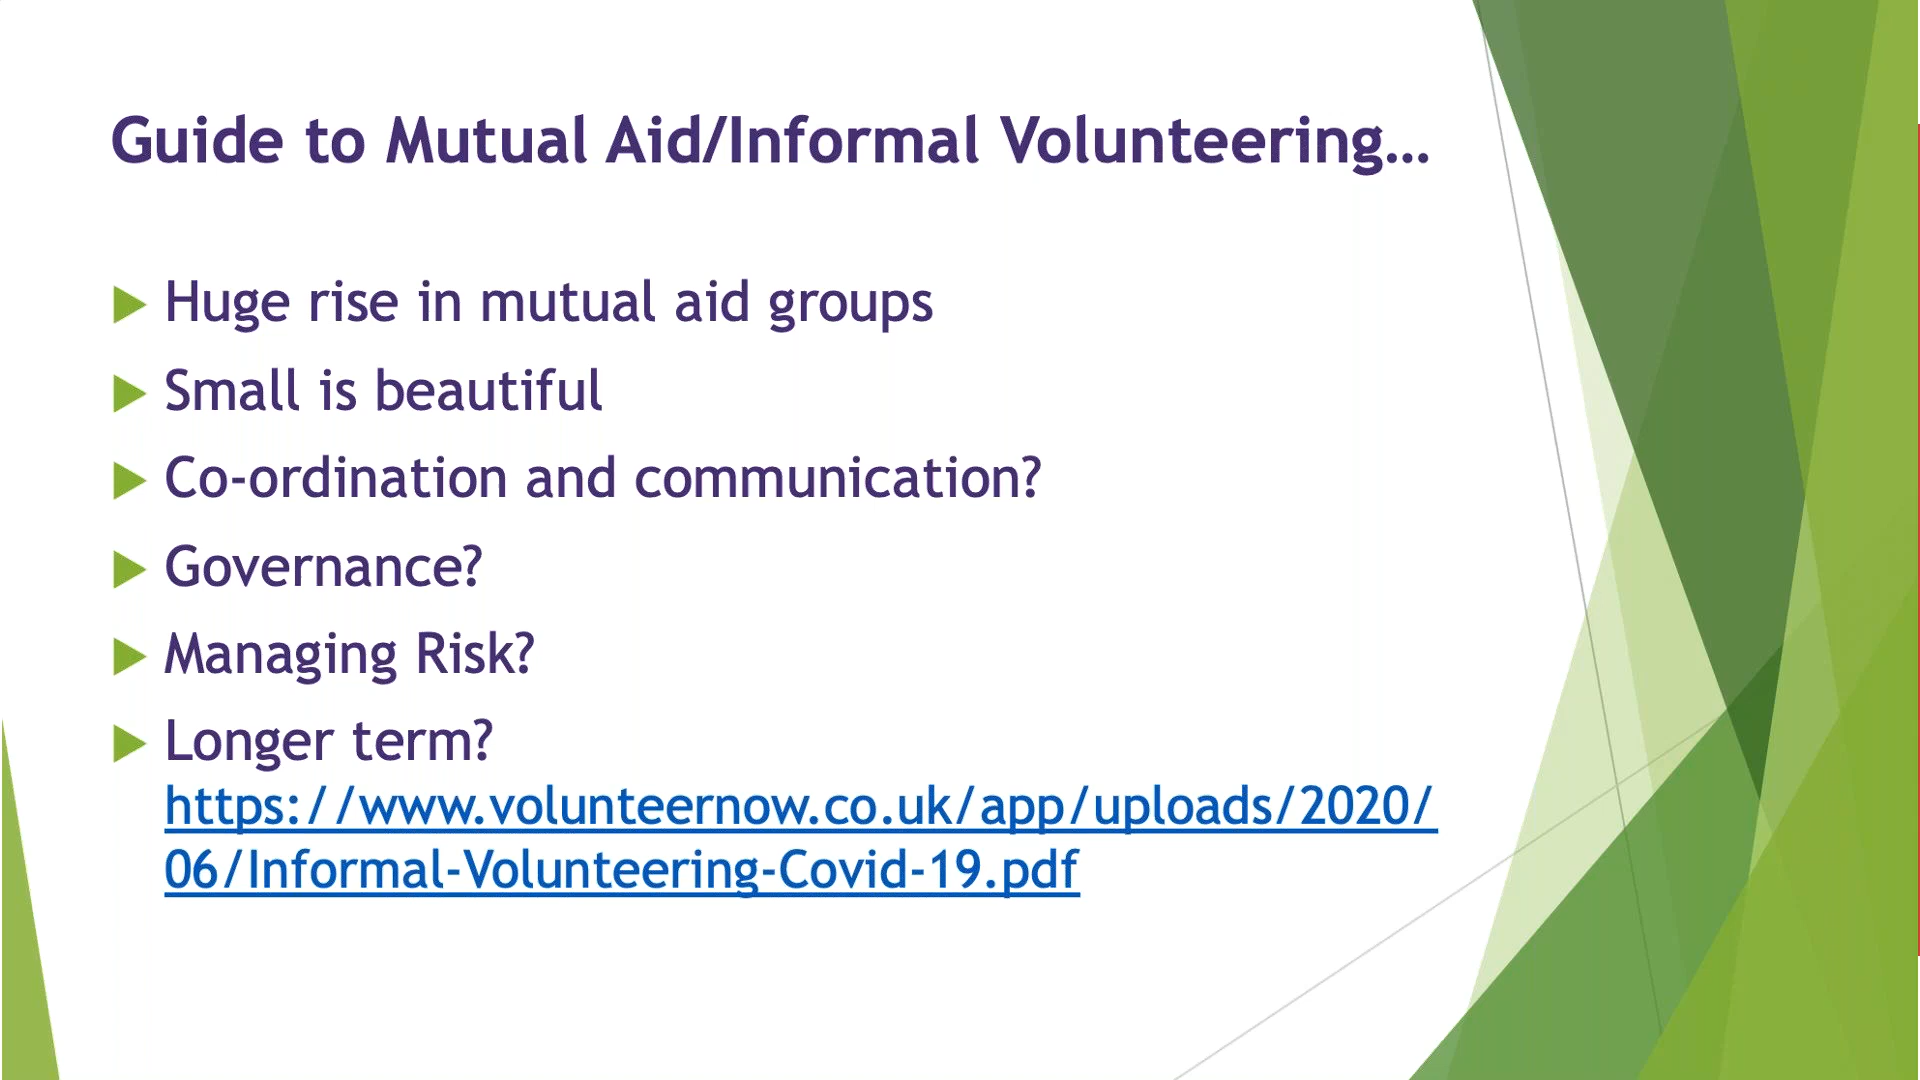 Guide to Mutual Aid/Informal Volunteering...
Huge rise in mutual aid groups
Small is beautiful
Co-ordination and communication?
Governance?
Managing Risk?
Longer term?
https://www.volunteernow.co.uk/app/uploads/2020/
06/Informal-Volunteering-Covid-19.pdf